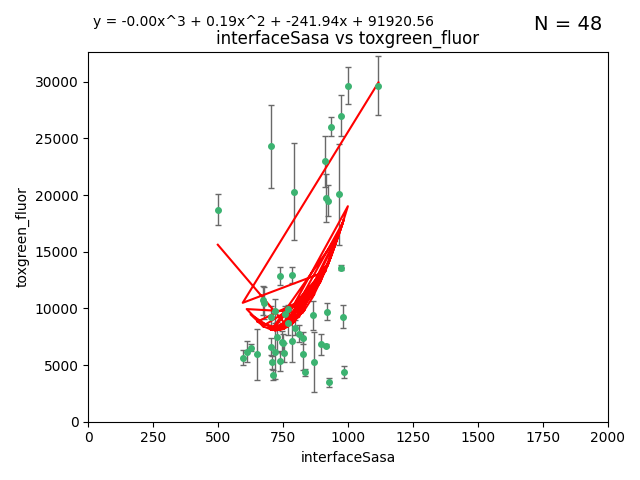 y = -0.00x^3 + 0.19x^2 + -241.94x + 91920.56
N = 48
interfaceSasa vs toxgreen_fluor
30000
25000
20000
15000
10000
5000
0
toxgreen_fluor
0 250 500 750 1000 1250 1500 1750 2000
interfaceSasa